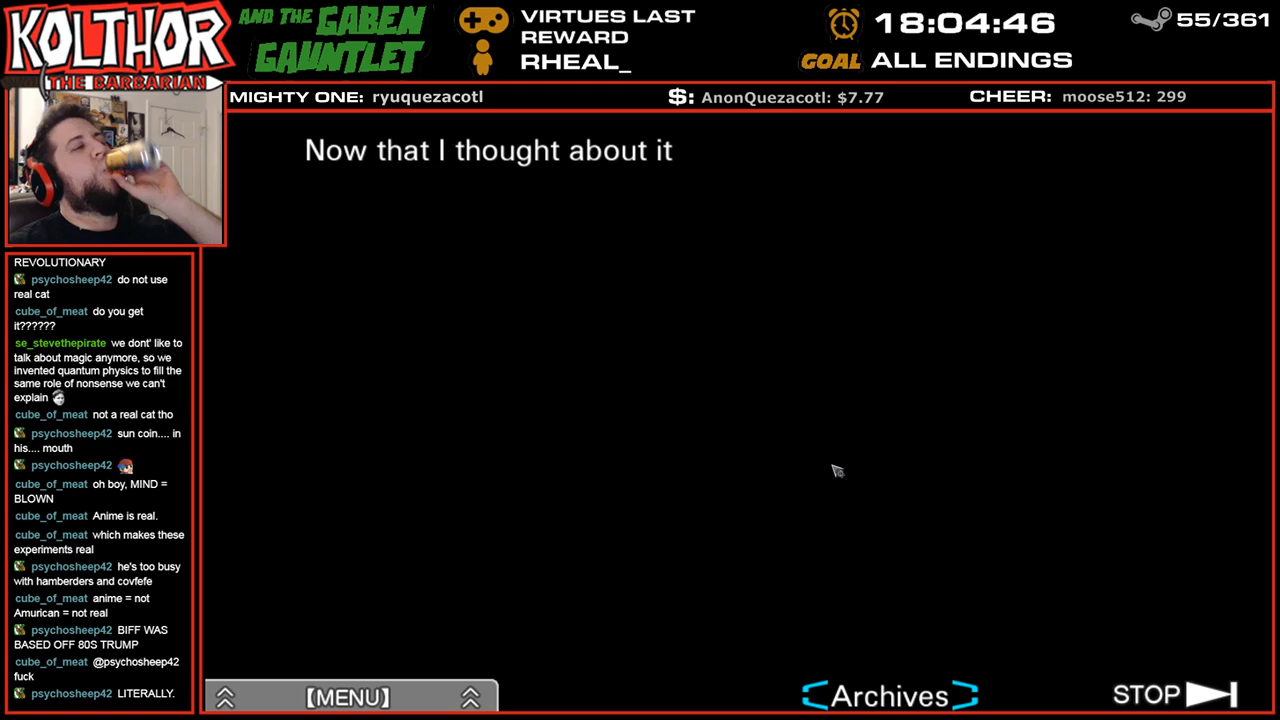 KOLTHOR
THE BARBARIAN
AND THE GABEN
GAUNTLET
VIRTUES LAST
REWARD
RHEAL_
18:04:46
GOAL ALL ENDINGS
55/361
MIGHTY ONE: ryuquezacotl
$: AnonQuezacotl: $7.77
CHEER: moose512: 299
Now that I thought about it
REVOLUTIONARY
psychosheep42 do not use
real cat
cube_of_meat do you get
it??????
se_stevethepirate we dont' like to
talk about magic anymore, so we
invented quantum physics to fill the
same role of nonsense we can't
explain
cube_of_meat not a real cat tho
psychosheep42 sun coin.... in
his.... mouth
psychosheep42
cube_of_meat oh boy, MIND =
BLOWN
cube_of_meat Anime is real.
cube_of_meat which makes these
experiments real
psychosheep42 he's too busy
with hamberders and covfefe
cube_of_meat anime = not
Amurican = not real
psychosheep42 BIFF WAS
BASED OFF 80S TRUMP
cube_of_meat @psychosheep42
fuck
psychosheep42 LITERALLY.
[MENU]
Archives
STOP